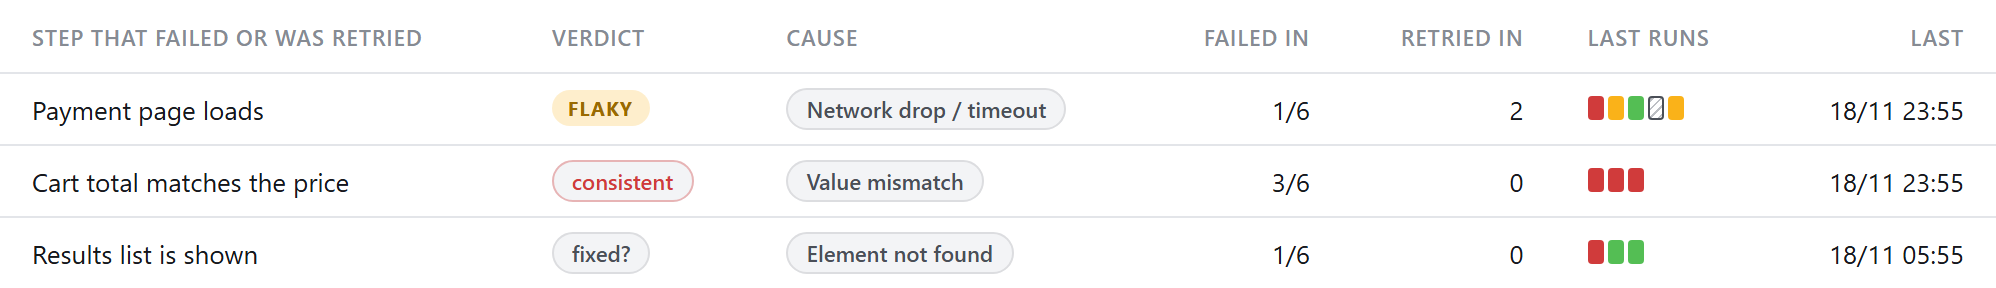 STEP THAT FAILED OR WAS RETRIED VERDICT CAUSE FAILED IN RETRIED IN LAST RUNS LAST
Payment page loads FLAKY Network drop / timeout 1/6 2 18/11 23:55
Cart total matches the price consistent Value mismatch 3/6 0 18/11 23:55
Results list is shown fixed? Element not found 1/6 0 18/11 05:55